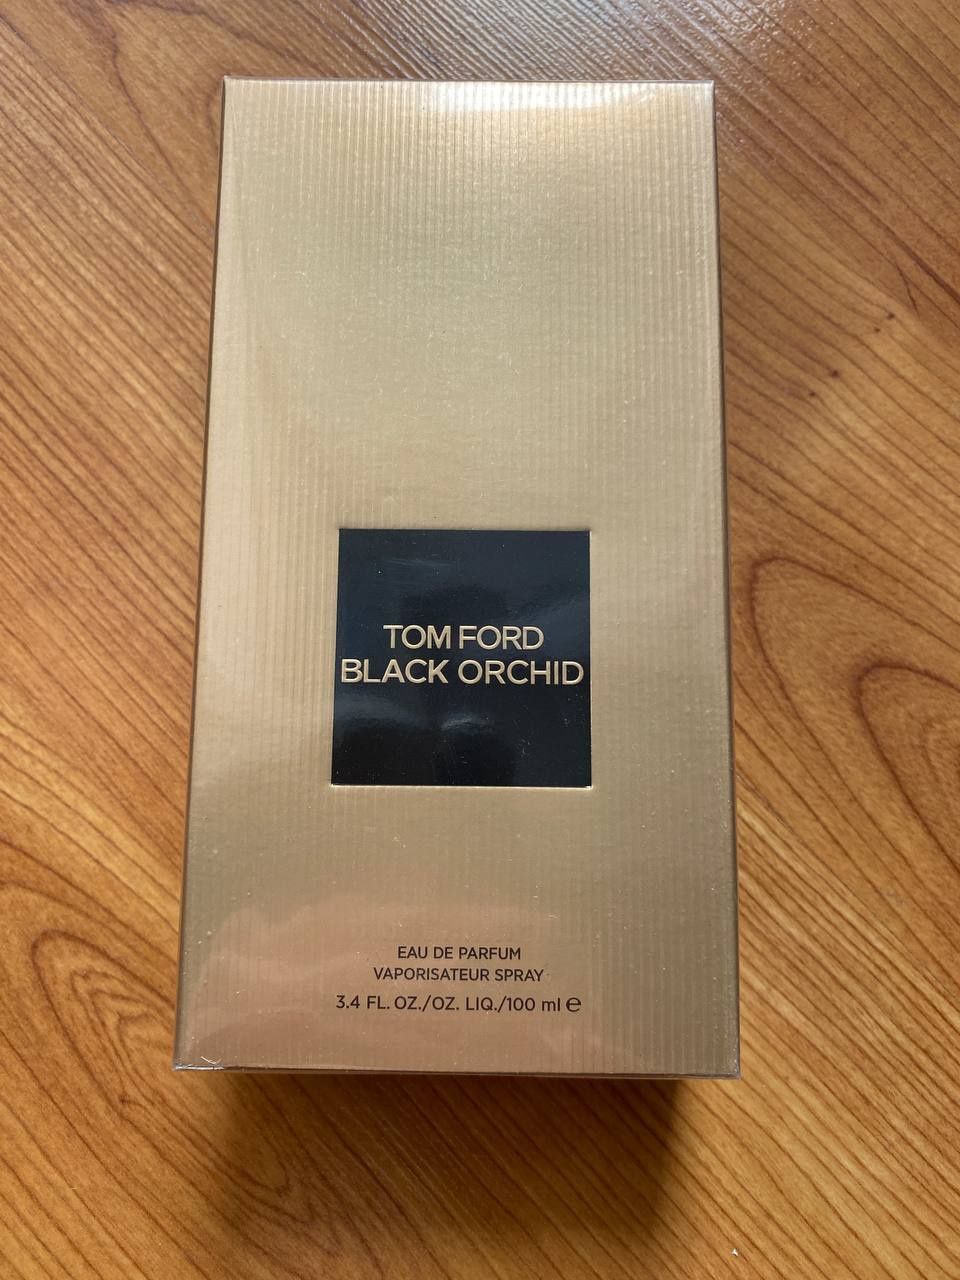 TOM FORD
BLACK ORCHID
EAU DE PARFUM
VAPORISATEUR SPRAY
3.4 FL. OZ./OZ. LIQ./100 ml ℮